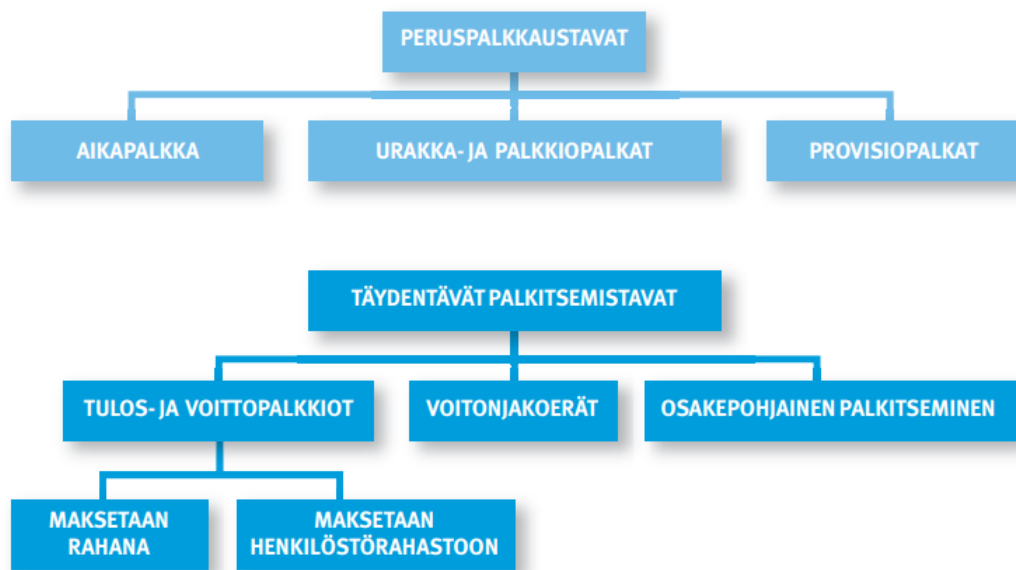 PERUSPALKKAUSTAVAT
AIKAPALKKA
URAKKA- JA PALKKIOPALKAT
PROVISIOPALKAT
TÄYDENTÄVÄT PALKITSEMISTAVAT
TULOS- JA VOITTOPALKKIOT
VOITONJAKOERÄT
OSAKEPOHJAINEN PALKITSEMINEN
MAKSETAAN
RAHANA
MAKSETAAN
HENKILÖSTÖRAHASTOON